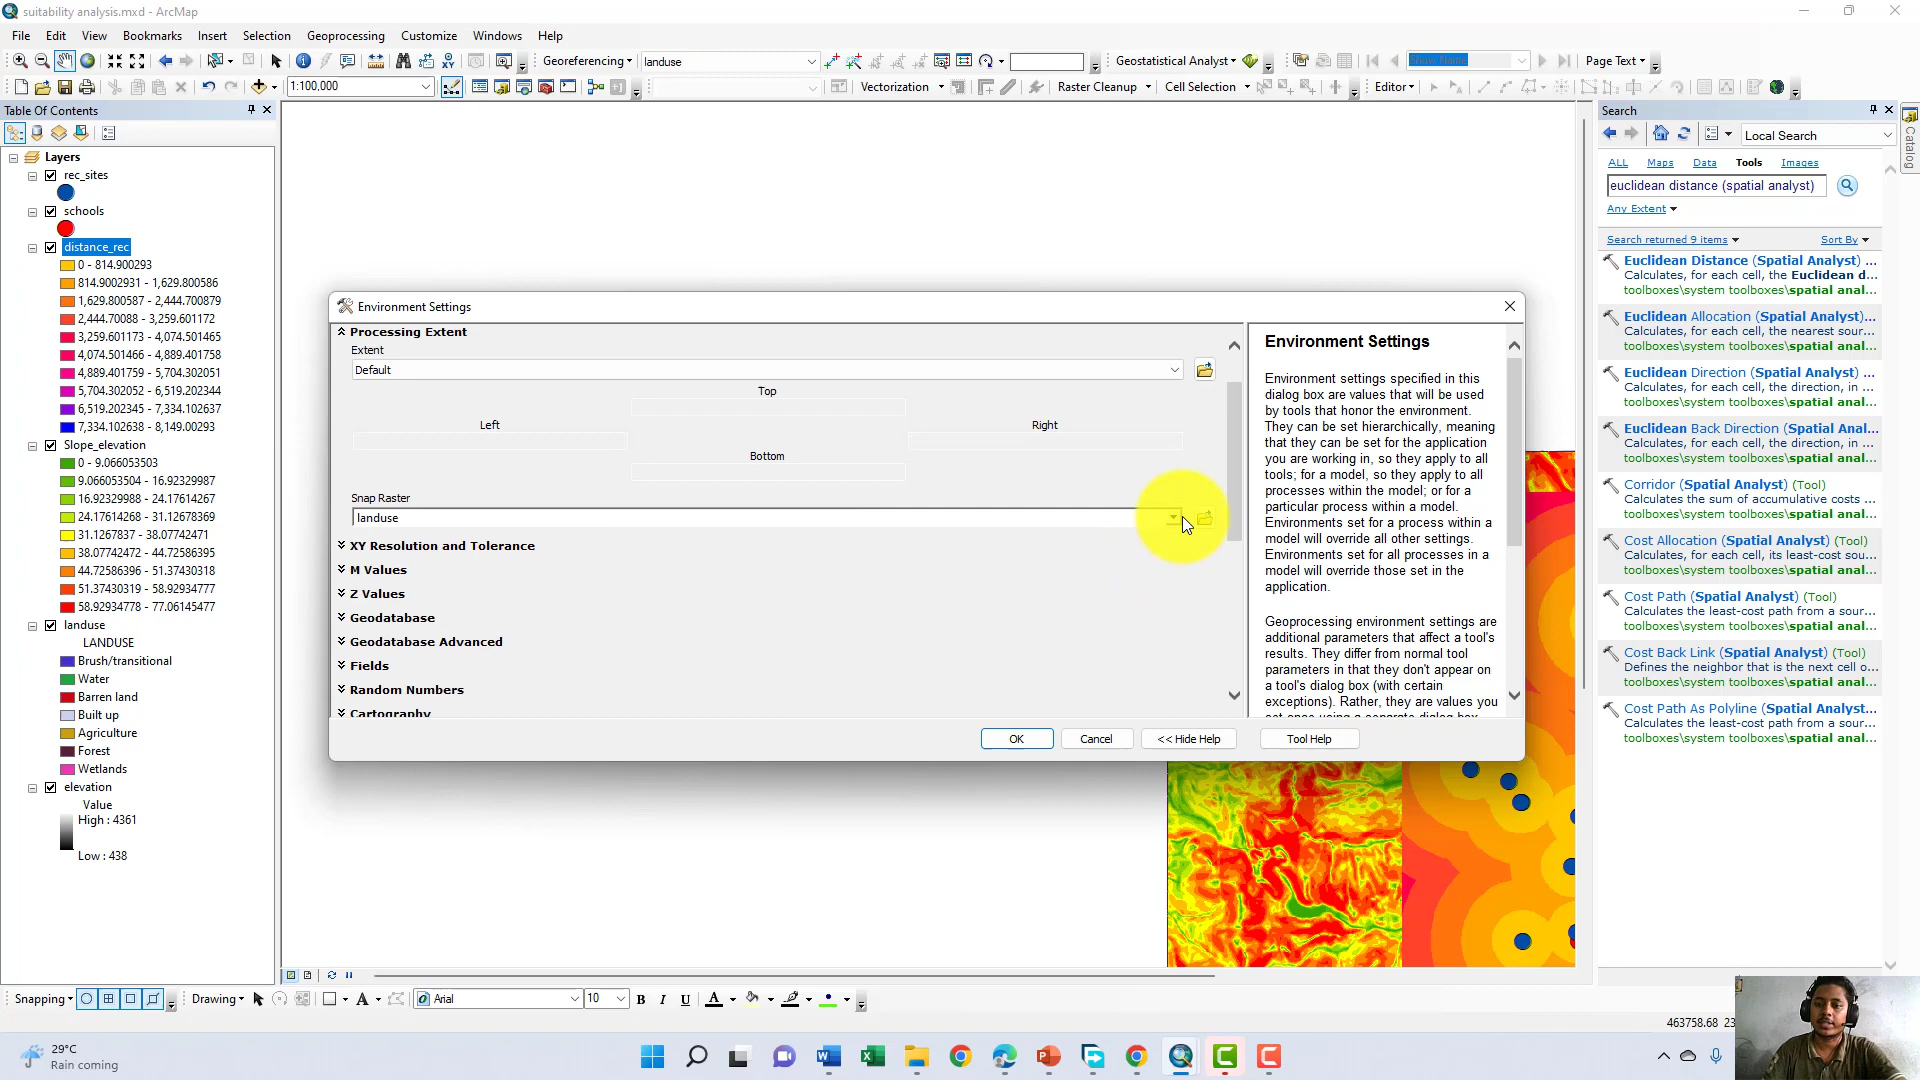 suitability analysis.mxd - ArcMap
File Edit View Bookmarks Insert Selection Geoprocessing Customize Windows Help
Georeferencing landuse Geostatistical Analyst Page Text
1:100,000 Vectorization Raster Cleanup Cell Selection Editor
Table Of Contents
Layers
rec_sites
schools
distance_rec
0 - 814.900293
814.9002931 - 1,629.800586
1,629.800587 - 2,444.700879
2,444.70088 - 3,259.601172
3,259.601173 - 4,074.501465
4,074.501466 - 4,889.401758
4,889.401759 - 5,704.302051
5,704.302052 - 6,519.202344
6,519.202345 - 7,334.102637
7,334.102638 - 8,149.00293
Slope_elevation
0 - 9.066053503
9.066054504 - 16.92329987
16.92329988 - 24.17614267
24.17614268 - 31.12678369
31.1267837 - 38.07742471
38.07742472 - 44.72586395
44.72586396 - 51.37430318
51.37430319 - 58.92934777
58.92934778 - 77.06145477
landuse
LANDUSE
Brush/transitional
Water
Barren land
Built up
Agriculture
Forest
Wetlands
elevation
Value
High : 4361
Low : 438
Environment Settings
Processing Extent
Extent
Default
Top
Left
Right
Bottom
Snap Raster
landuse
XY Resolution and Tolerance
M Values
Z Values
Geodatabase
Geodatabase Advanced
Fields
Random Numbers
Cartography
OK Cancel << Hide Help Tool Help
Environment Settings
Environment settings specified in this
dialog box are values that will be used
by tools that honor the environment.
They can be set hierarchically, meaning
that they can be set for the application
you are working in, so they apply to all
tools; for a model, so they apply to all
processes within the model; or for a
particular process within a model.
Environments set for a process within a
model will override all other settings.
Environments set for all processes in a
model will override those set in the
application.
Geoprocessing environment settings are
additional parameters that affect a tool's
results. They differ from normal tool
parameters in that they don't appear on
a tool's dialog box (with certain
exceptions). Rather, they are values you
Search
Local Search
ALL Maps Data Tools Images
euclidean distance (spatial analyst)
Any Extent
Search returned 9 items Sort By
Euclidean Distance (Spatial Analyst) ...
Calculates, for each cell, the Euclidean d...
toolboxes\system toolboxes\spatial anal...
Euclidean Allocation (Spatial Analyst)...
Calculates, for each cell, the nearest sour...
toolboxes\system toolboxes\spatial anal...
Euclidean Direction (Spatial Analyst) ...
Calculates, for each cell, the direction, in ...
toolboxes\system toolboxes\spatial anal...
Euclidean Back Direction (Spatial Anal...
Calculates, for each cell, the direction, in ...
toolboxes\system toolboxes\spatial anal...
Corridor (Spatial Analyst) (Tool)
Calculates the sum of accumulative costs ...
toolboxes\system toolboxes\spatial anal...
Cost Allocation (Spatial Analyst) (Tool)
Calculates, for each cell, its least-cost sou...
toolboxes\system toolboxes\spatial anal...
Cost Path (Spatial Analyst) (Tool)
Calculates the least-cost path from a sour...
toolboxes\system toolboxes\spatial anal...
Cost Back Link (Spatial Analyst) (Tool)
Defines the neighbor that is the next cell o...
toolboxes\system toolboxes\spatial anal...
Cost Path As Polyline (Spatial Analyst...
Calculates the least-cost path from a sour...
toolboxes\system toolboxes\spatial anal...
Catalog
Snapping Drawing Arial 10 B I U A
463758.68 23
29°C
Rain coming